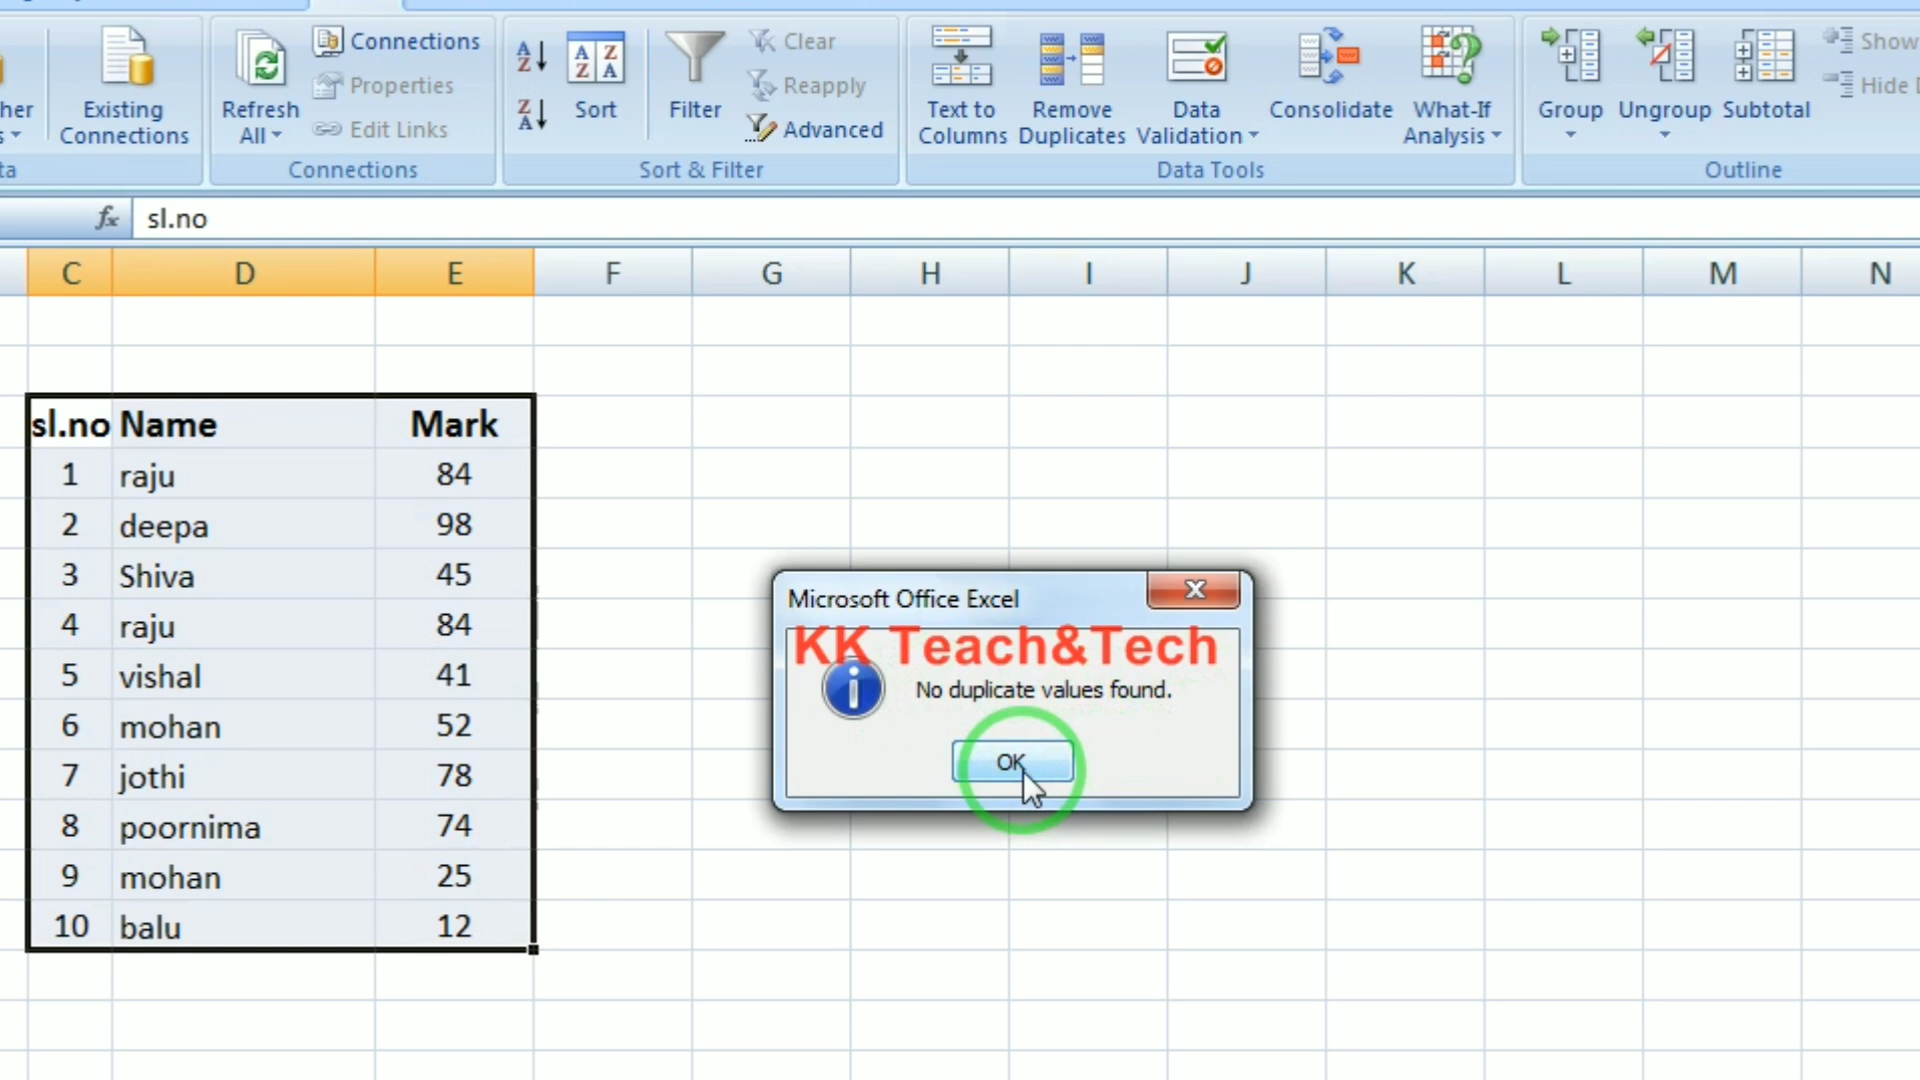 Connections
Clear
Show
Properties
Reapply
Hide
Existing Connections
Refresh All
Edit Links
Sort
Filter
Advanced
Text to Columns
Remove Duplicates
Data Validation
Consolidate
What-If Analysis
Group
Ungroup
Subtotal
Connections
Sort & Filter
Data Tools
Outline
fx sl.no
C D E F G H I J K L M N
sl.no Name Mark
1 raju 84
2 deepa 98
3 Shiva 45
4 raju 84
5 vishal 41
6 mohan 52
7 jothi 78
8 poornima 74
9 mohan 25
10 balu 12
Microsoft Office Excel
KK Teach&Tech
No duplicate values found.
OK